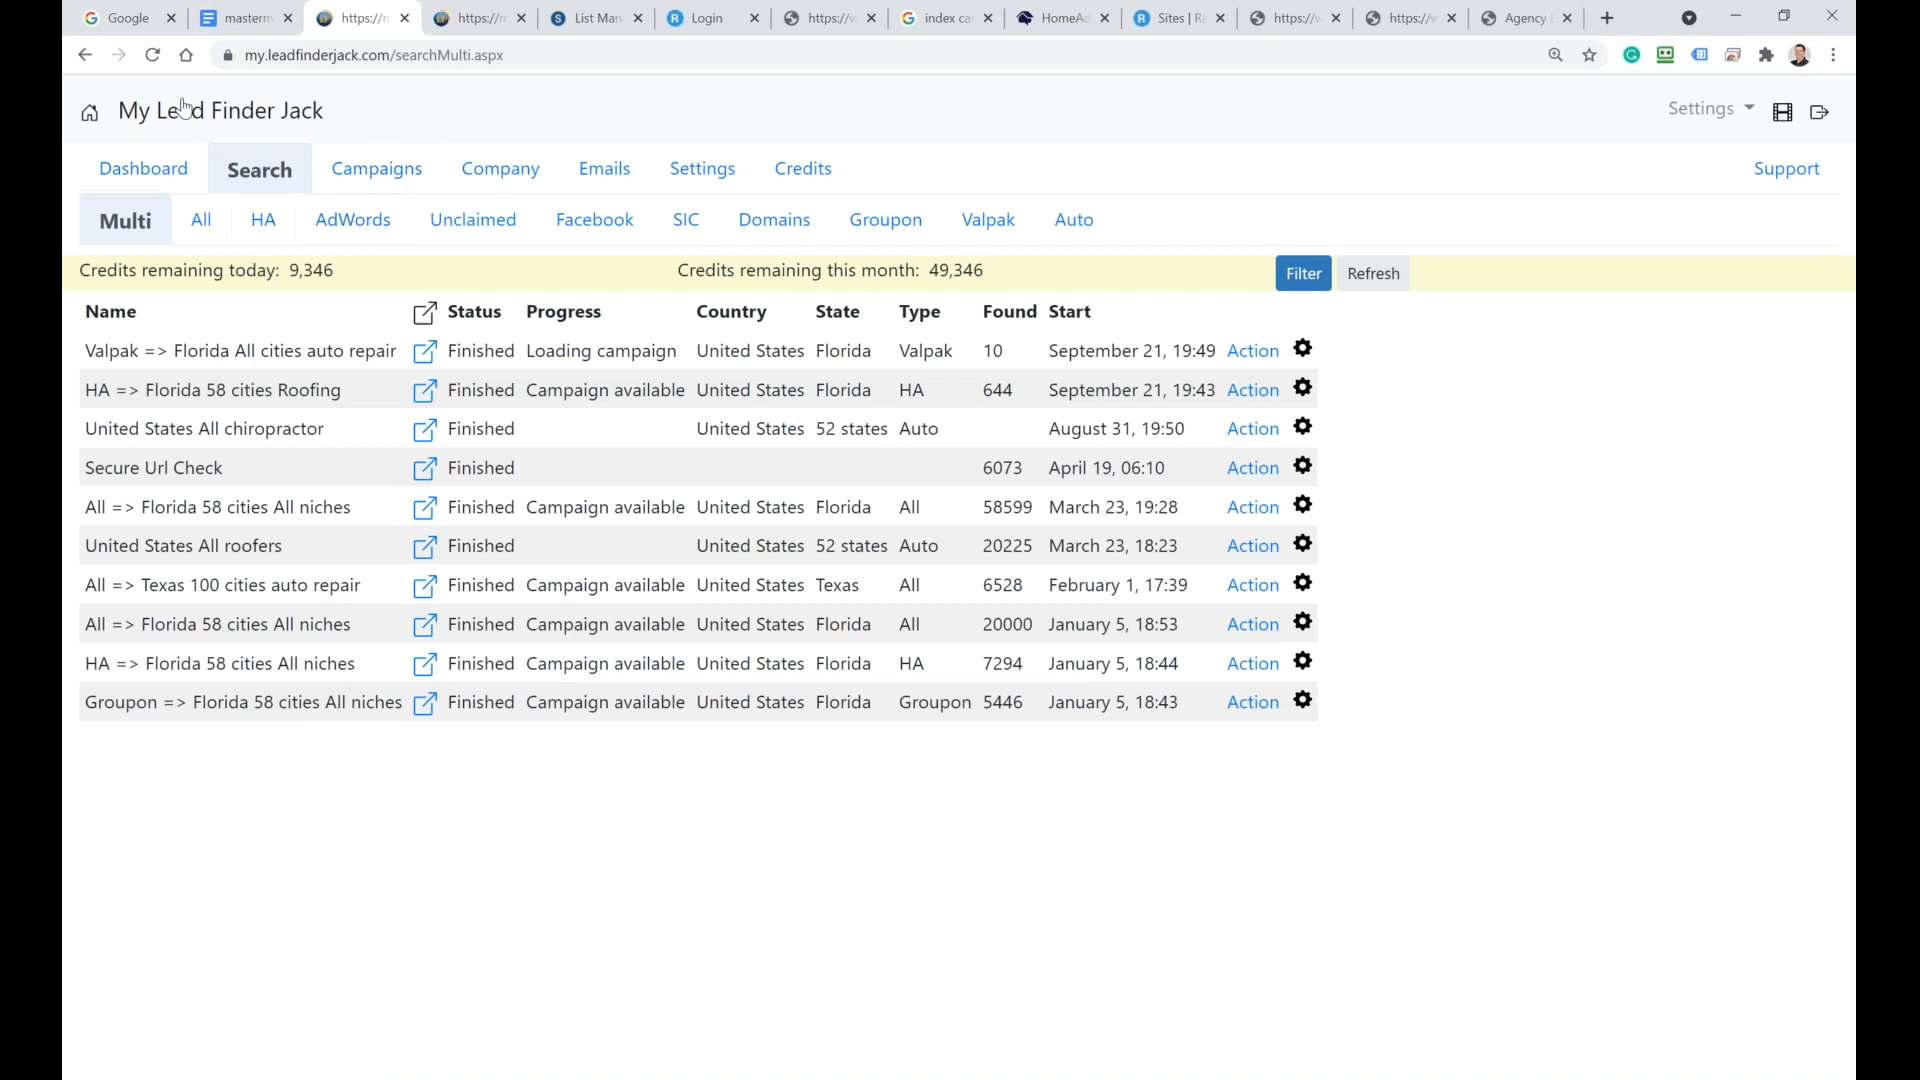 Google
masterm
https://m
https://m
List Man
Login
https://w
index ca
HomeAd
Sites | Ra
https://w
https://w
Agency
my.leadfinderjack.com/searchMulti.aspx
My Lead Finder Jack
Settings
Dashboard Search Campaigns Company Emails Settings Credits Support
Multi All HA AdWords Unclaimed Facebook SIC Domains Groupon Valpak Auto
Credits remaining today: 9,346 Credits remaining this month: 49,346 Filter Refresh
Name Status Progress Country State Type Found Start
Valpak => Florida All cities auto repair Finished Loading campaign United States Florida Valpak 10 September 21, 19:49 Action
HA => Florida 58 cities Roofing Finished Campaign available United States Florida HA 644 September 21, 19:43 Action
United States All chiropractor Finished United States 52 states Auto August 31, 19:50 Action
Secure Url Check Finished 6073 April 19, 06:10 Action
All => Florida 58 cities All niches Finished Campaign available United States Florida All 58599 March 23, 19:28 Action
United States All roofers Finished United States 52 states Auto 20225 March 23, 18:23 Action
All => Texas 100 cities auto repair Finished Campaign available United States Texas All 6528 February 1, 17:39 Action
All => Florida 58 cities All niches Finished Campaign available United States Florida All 20000 January 5, 18:53 Action
HA => Florida 58 cities All niches Finished Campaign available United States Florida HA 7294 January 5, 18:44 Action
Groupon => Florida 58 cities All niches Finished Campaign available United States Florida Groupon 5446 January 5, 18:43 Action